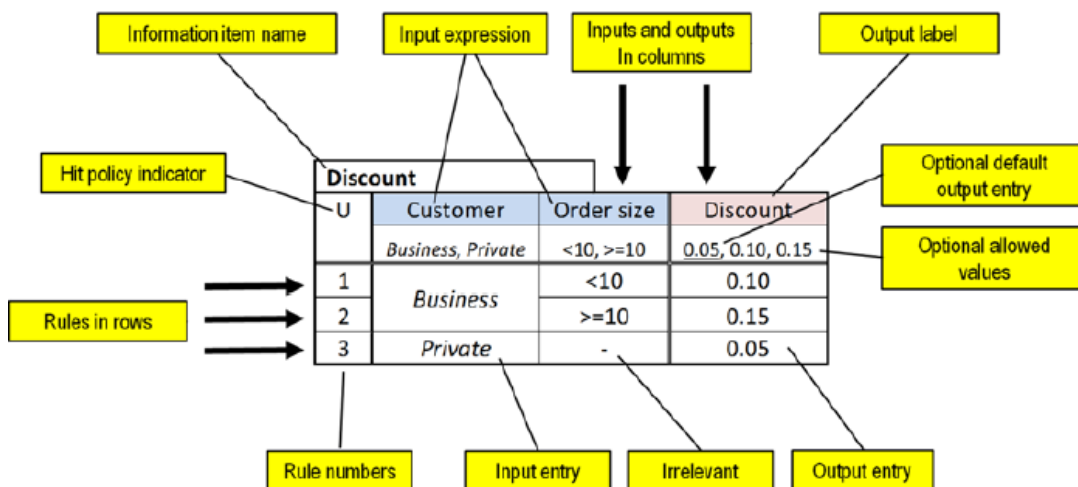 Information item name
Input expression
Inputs and outputs
In columns
Output label
Hit policy indicator
Discount
Optional default
output entry
U
Customer
Order size
Discount
Business, Private
<10, >=10
0.05, 0.10, 0.15
Optional allowed
values
Rules in rows
1
Business
<10
0.10
2
>=10
0.15
3
Private
-
0.05
Rule numbers
Input entry
Irrelevant
Output entry